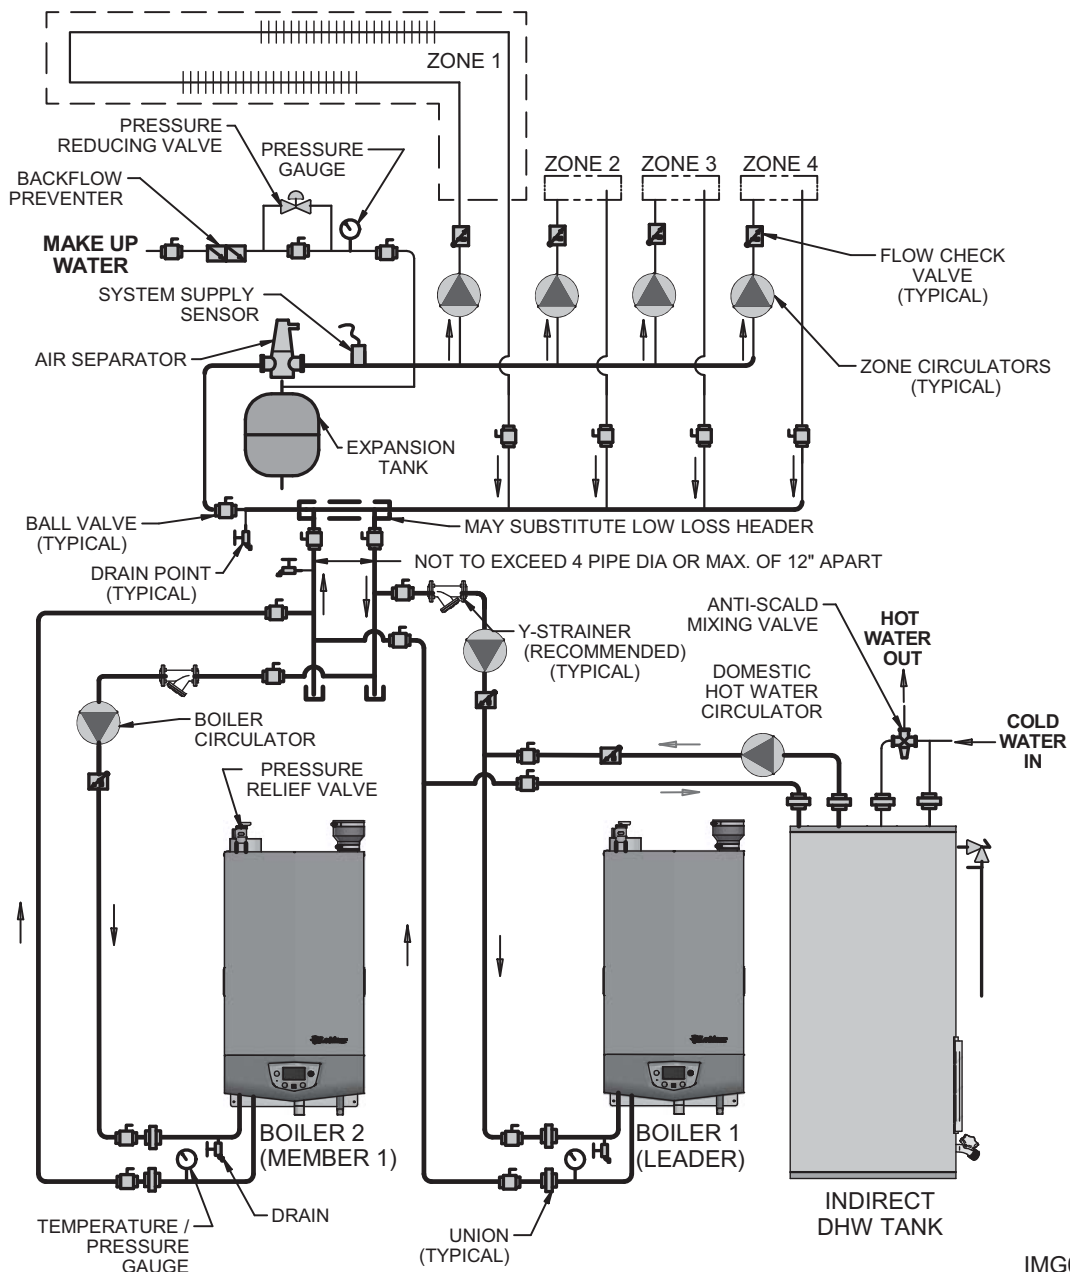 ZONE 1
PRESSURE
REDUCING VALVE
PRESSURE
GAUGE
BACKFLOW
PREVENTER
ZONE 2
ZONE 3
ZONE 4
MAKE UP
WATER
FLOW CHECK
VALVE
(TYPICAL)
SYSTEM SUPPLY
SENSOR
AIR SEPARATOR
ZONE CIRCULATORS
(TYPICAL)
EXPANSION
TANK
BALL VALVE
(TYPICAL)
MAY SUBSTITUTE LOW LOSS HEADER
DRAIN POINT
(TYPICAL)
NOT TO EXCEED 4 PIPE DIA OR MAX. OF 12" APART
ANTI-SCALD
MIXING VALVE
HOT
WATER
OUT
Y-STRAINER
(RECOMMENDED)
(TYPICAL)
DOMESTIC
HOT WATER
CIRCULATOR
BOILER
CIRCULATOR
COLD
WATER
IN
PRESSURE
RELIEF VALVE
BOILER 2
(MEMBER 1)
BOILER 1
(LEADER)
INDIRECT
DHW TANK
TEMPERATURE /
PRESSURE
GAUGE
DRAIN
UNION
(TYPICAL)